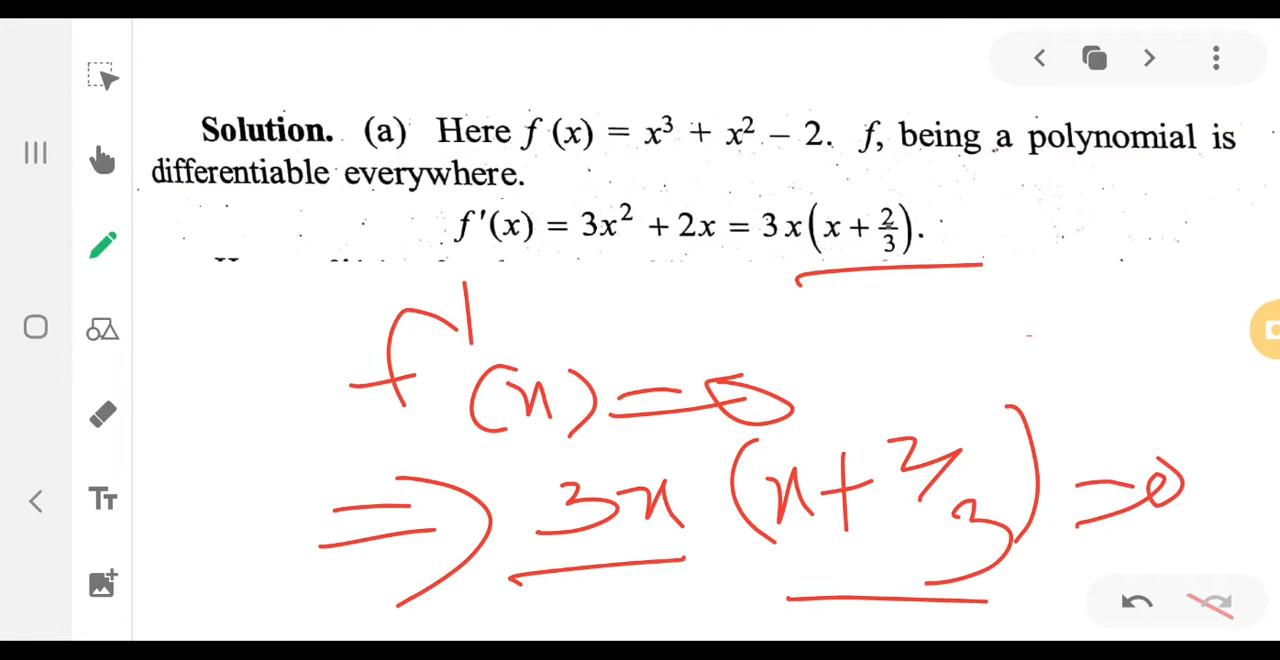 Solution. (a) Here f (x) = x³ + x² – 2. f, being a polynomial is
differentiable everywhere.
f'(x) = 3x² + 2x = 3x(x + 2/3).
f'(x) = 0
⇒ 3x (x + 2/3) = 0
TT